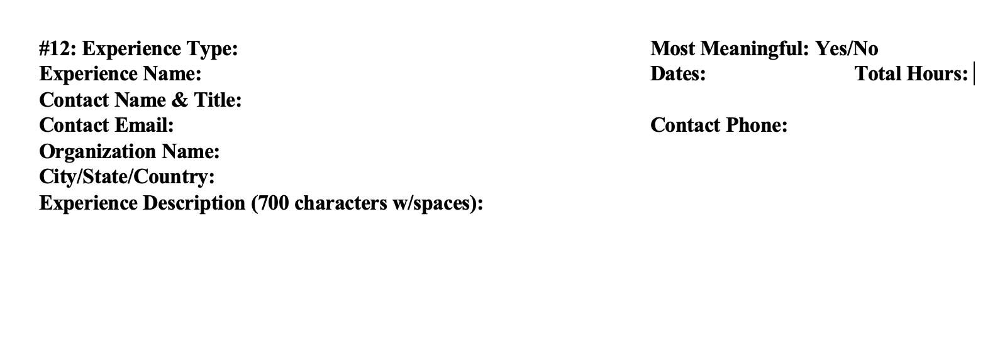 #12: Experience Type: Most Meaningful: Yes/No
Experience Name: Dates: Total Hours:
Contact Name & Title:
Contact Email: Contact Phone:
Organization Name:
City/State/Country:
Experience Description (700 characters w/spaces):